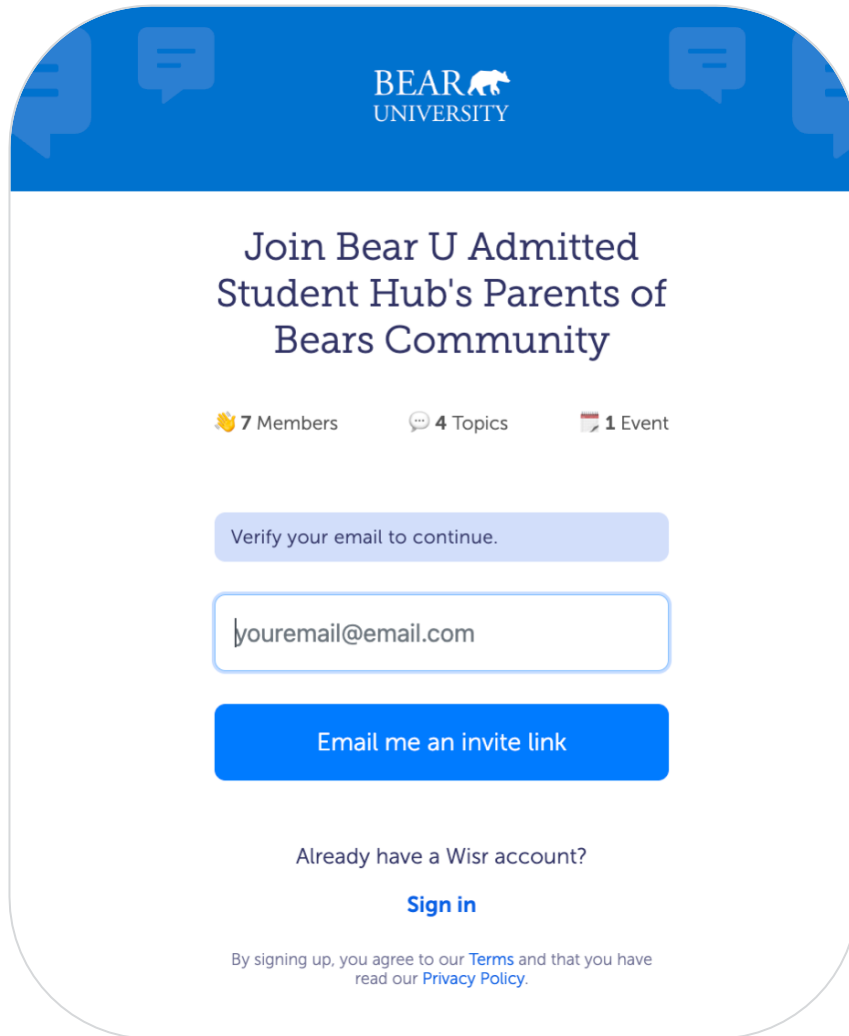 BEAR
UNIVERSITY
Join Bear U Admitted
Student Hub's Parents of
Bears Community
👋 7 Members 💬 4 Topics 🗓️ 1 Event
Verify your email to continue.
youremail@email.com
Email me an invite link
Already have a Wisr account?
Sign in
By signing up, you agree to our Terms and that you have
read our Privacy Policy.